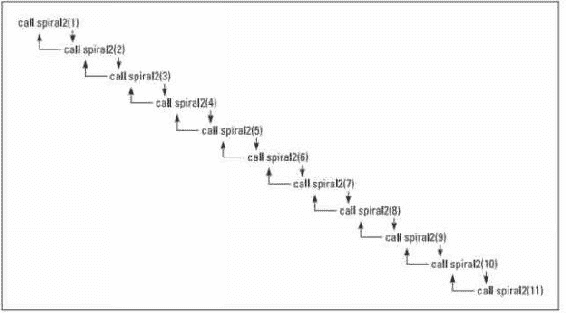 call spiral2(1)
call spiral2(2)
call spiral2(3)
call spiral2(4)
call spiral2(5)
call spiral2(6)
call spiral2(7)
call spiral2(8)
call spiral2(9)
call spiral2(10)
call spiral2(11)